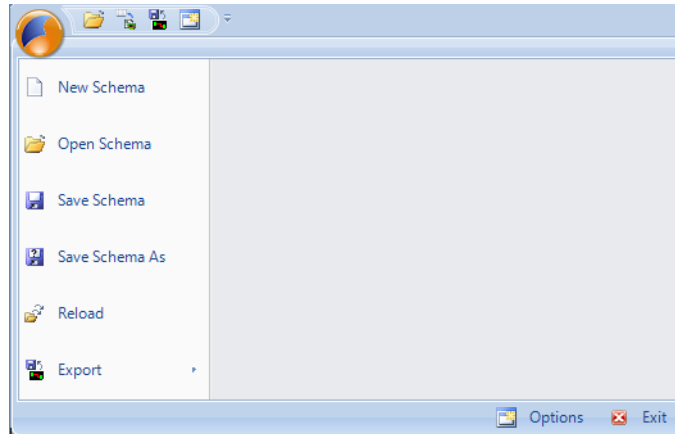 New Schema
Open Schema
Save Schema
Save Schema As
Reload
Export
Options Exit